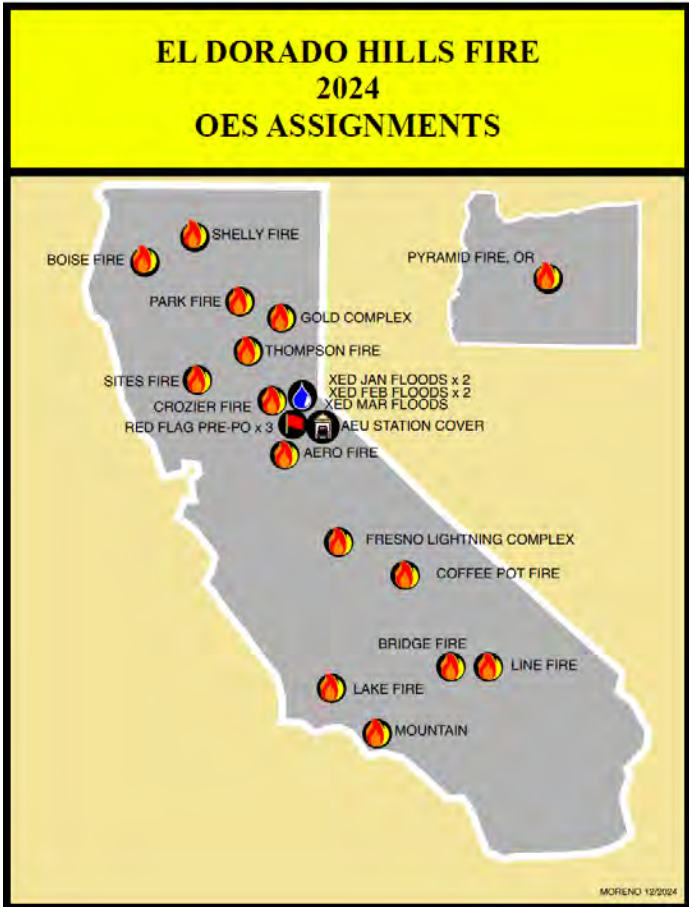 EL DORADO HILLS FIRE
2024
OES ASSIGNMENTS
SHELLY FIRE
BOISE FIRE
PYRAMID FIRE, OR
PARK FIRE
GOLD COMPLEX
THOMPSON FIRE
SITES FIRE
XED JAN FLOODS x 2
XED FEB FLOODS x 2
XED MAR FLOODS
CROZIER FIRE
RED FLAG PRE-PO x 3
AEU STATION COVER
AERO FIRE
FRESNO LIGHTNING COMPLEX
COFFEE POT FIRE
BRIDGE FIRE
LINE FIRE
LAKE FIRE
MOUNTAIN
MORENO 12/2024